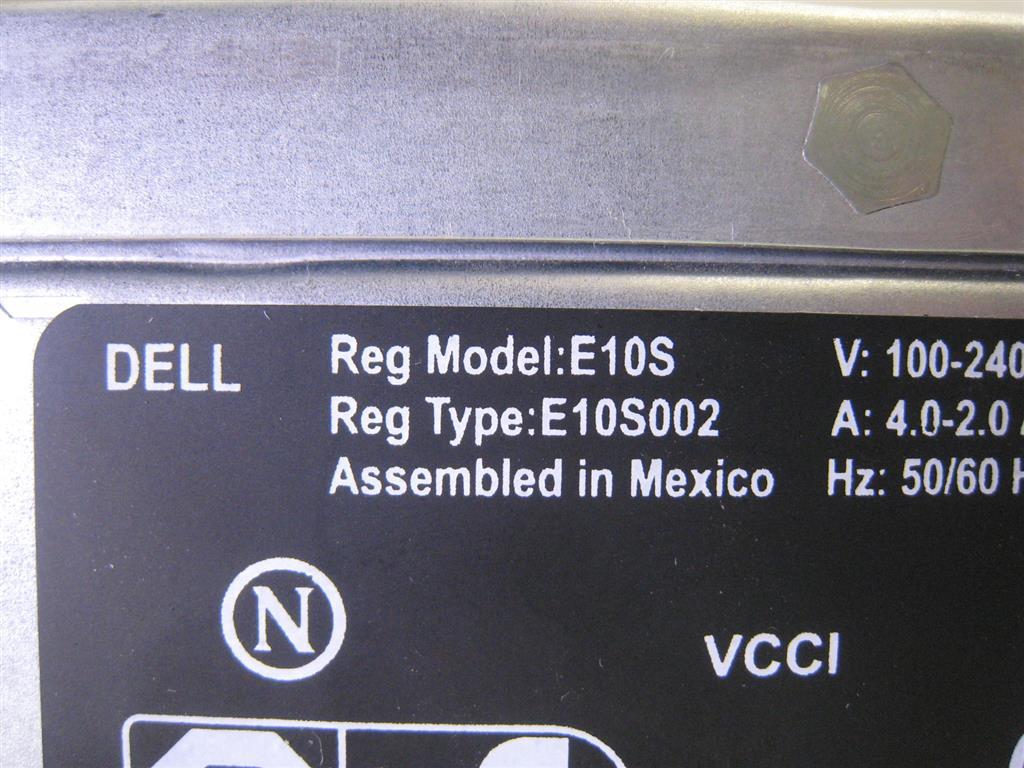 DELL
Reg Model:E10S
Reg Type:E10S002
Assembled in Mexico
V: 100-240
A: 4.0-2.0
Hz: 50/60
N
VCCI